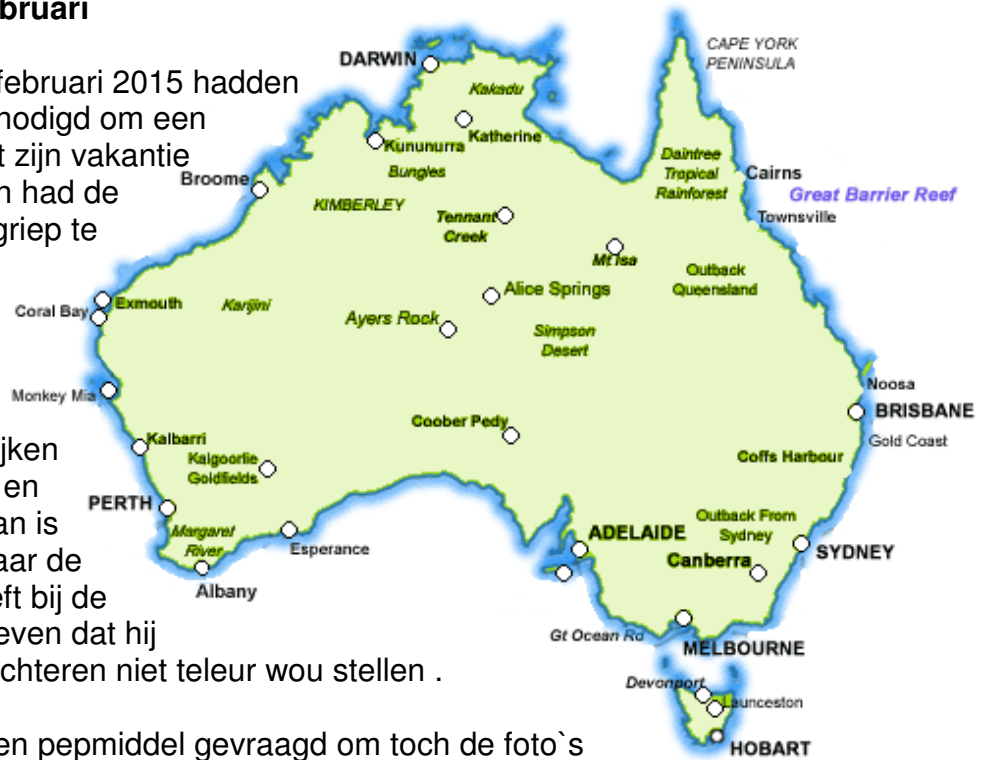 bruari
februari 2015 hadden
nodigd om een
t zijn vakantie
n had de
griep te
jken
en
an is
aar de
eft bij de
even dat hij
chteren niet teleur wou stellen .
en pepmiddel gevraagd om toch de foto`s
DARWIN
CAPE YORK
PENINSULA
Kakadu
Katherine
Kununurra
Bungles
Daintree
Tropical
Rainforest
Cairns
Broome
Great Barrier Reef
KIMBERLEY
Townsville
Tennant
Creek
Mt Isa
Outback
Queensland
Alice Springs
Exmouth
Karijini
Coral Bay
Ayers Rock
Simpson
Desert
Noosa
Monkey Mia
BRISBANE
Coober Pedy
Gold Coast
Kalbarri
Coffs Harbour
Kalgoorlie
Goldfields
PERTH
Outback From
Sydney
Margaret
River
ADELAIDE
Esperance
SYDNEY
Canberra
Albany
Gt Ocean Rd
MELBOURNE
Devonport
Launceston
HOBART